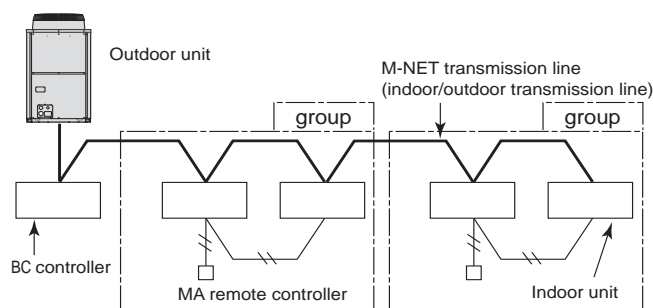 Outdoor unit
M-NET transmission line
(indoor/outdoor transmission line)
group
group
BC controller
MA remote controller
Indoor unit